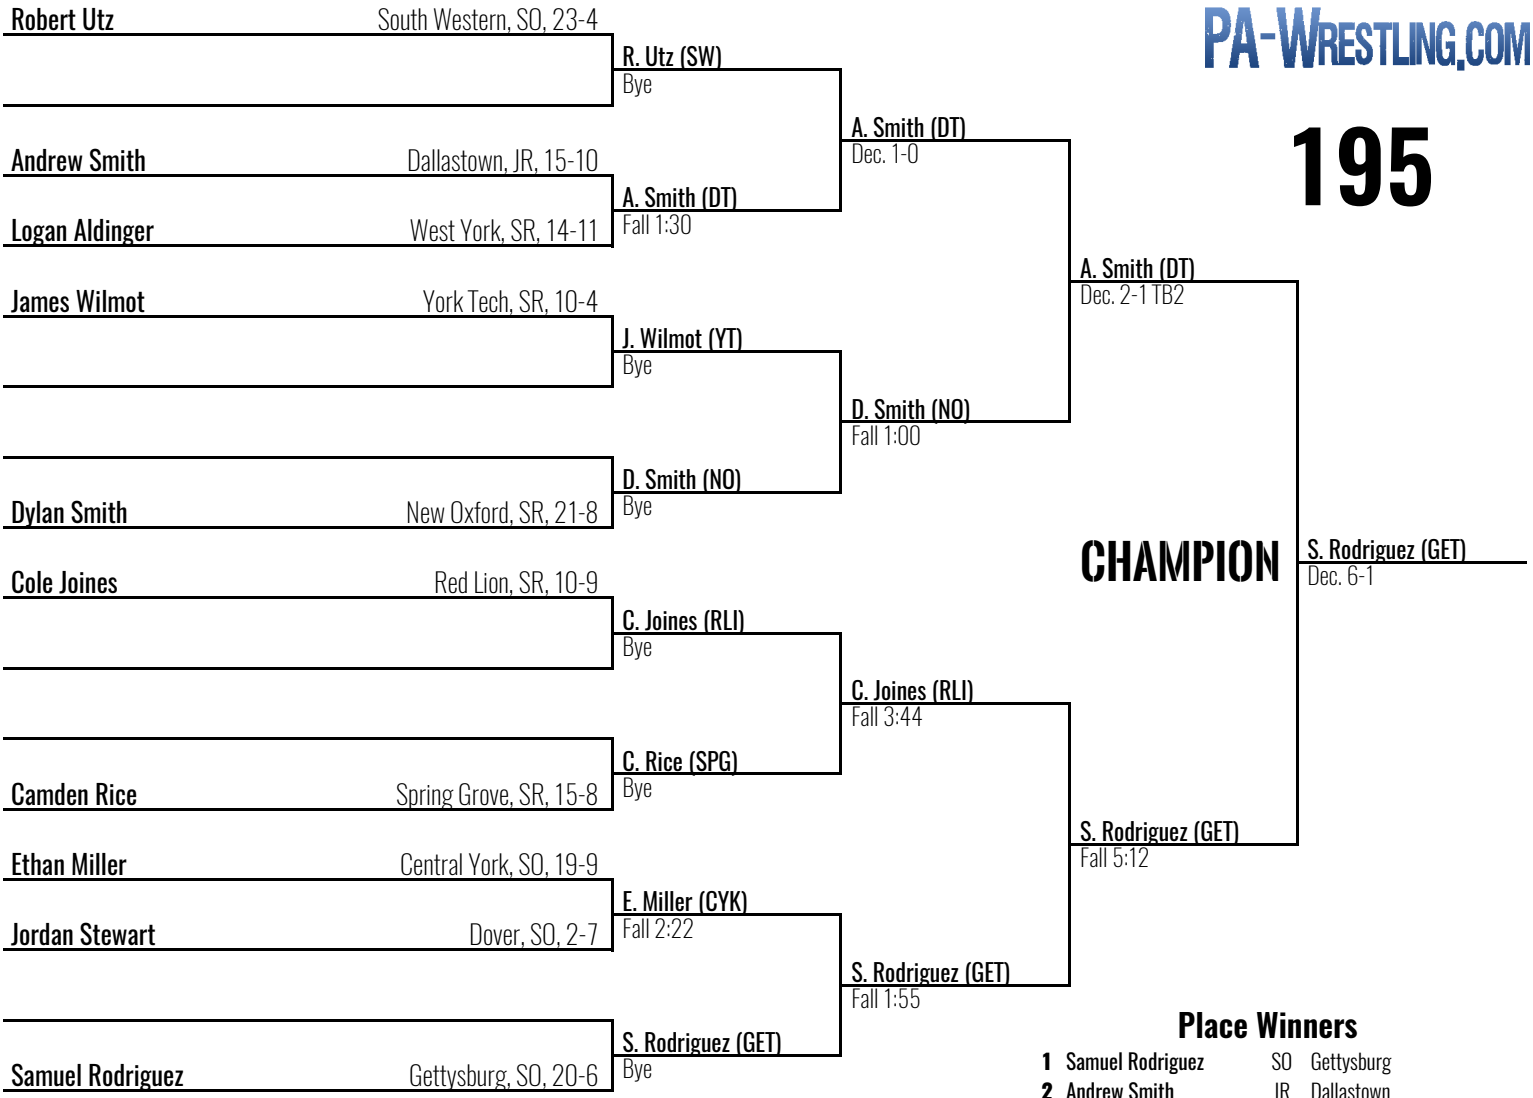 PA-Wrestling.com
195
Robert Utz South Western, SO, 23-4
R. Utz (SW)
Bye
A. Smith (DT)
Dec. 1-0
Andrew Smith Dallastown, JR, 15-10
A. Smith (DT)
Fall 1:30
Logan Aldinger West York, SR, 14-11
A. Smith (DT)
Dec. 2-1 TB2
James Wilmot York Tech, SR, 10-4
J. Wilmot (YT)
Bye
D. Smith (NO)
Fall 1:00
D. Smith (NO)
Bye
Dylan Smith New Oxford, SR, 21-8
CHAMPION
S. Rodriguez (GET)
Dec. 6-1
Cole Joines Red Lion, SR, 10-9
C. Joines (RLI)
Bye
C. Joines (RLI)
Fall 3:44
C. Rice (SPG)
Bye
Camden Rice Spring Grove, SR, 15-8
S. Rodriguez (GET)
Fall 5:12
Ethan Miller Central York, SO, 19-9
E. Miller (CYK)
Fall 2:22
Jordan Stewart Dover, SO, 2-7
S. Rodriguez (GET)
Fall 1:55
S. Rodriguez (GET)
Bye
Samuel Rodriguez Gettysburg, SO, 20-6
Place Winners
1 Samuel Rodriguez SO Gettysburg
2 Andrew Smith JR Dallastown